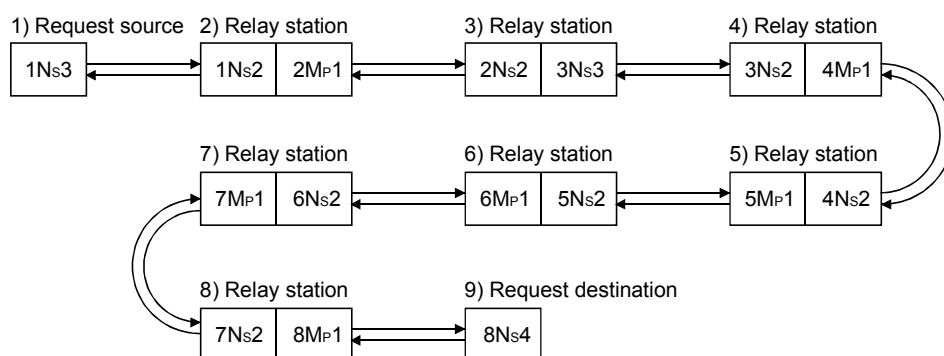 1) Request source 2) Relay station 3) Relay station 4) Relay station
1Ns3 1Ns2 2MP1 2Ns2 3Ns3 3Ns2 4MP1
7) Relay station 6) Relay station 5) Relay station
7MP1 6Ns2 6MP1 5Ns2 5MP1 4Ns2
8) Relay station 9) Request destination
7Ns2 8MP1 8Ns4